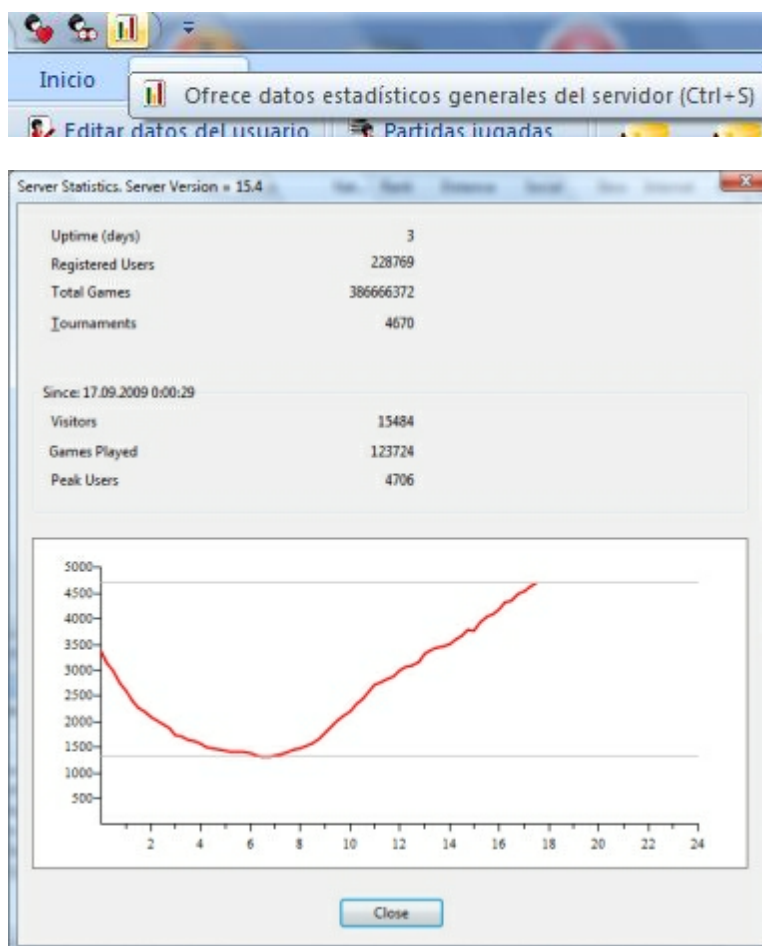 Inicio
Ofrece datos estadísticos generales del servidor (Ctrl+S)
Editar datos del usuario
Partidas jugadas
Server Statistics. Server Version = 15.4
Uptime (days) 3
Registered Users 228769
Total Games 386666372
Tournaments 4670
Since: 17.09.2009 0:00:29
Visitors 15484
Games Played 123724
Peak Users 4706
5000
4500
4000
3500
3000
2500
2000
1500
1000
500
2 4 6 8 10 12 14 16 18 20 22 24
Close